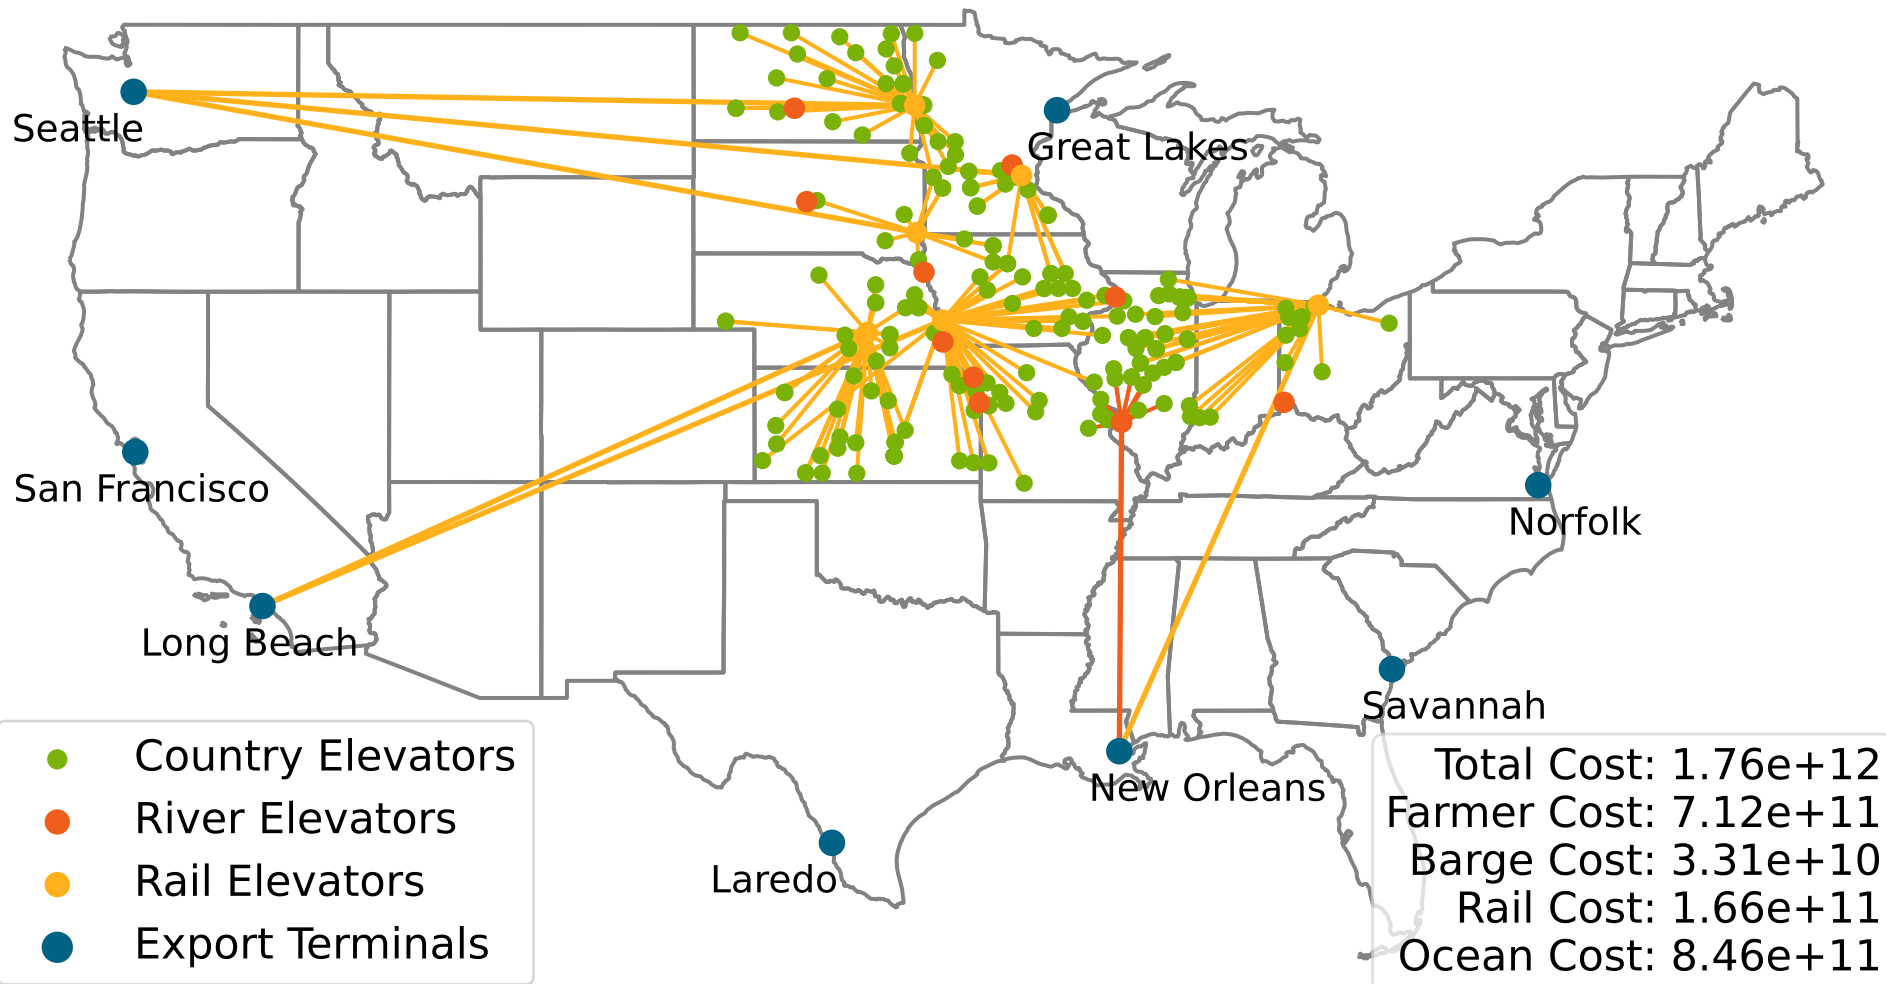 Seattle
Great Lakes
San Francisco
Norfolk
Long Beach
Savannah
New Orleans
Laredo
Country Elevators
River Elevators
Rail Elevators
Export Terminals
Total Cost: 1.76e+12
Farmer Cost: 7.12e+11
Barge Cost: 3.31e+10
Rail Cost: 1.66e+11
Ocean Cost: 8.46e+11